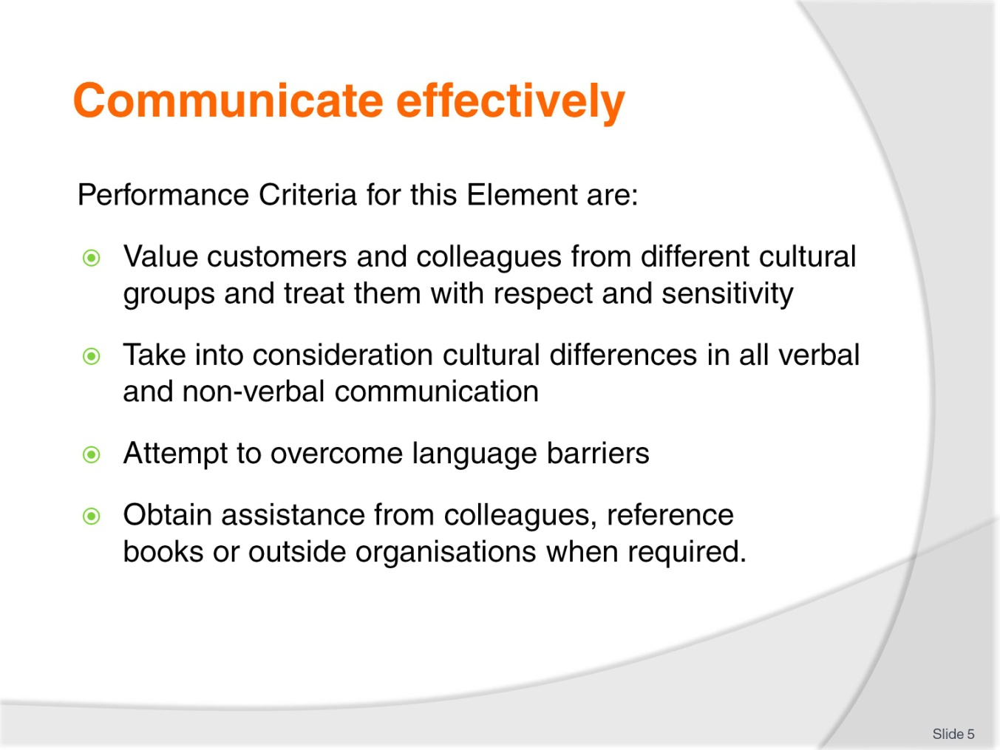 Communicate effectively
Performance Criteria for this Element are:
Value customers and colleagues from different cultural
groups and treat them with respect and sensitivity
Take into consideration cultural differences in all verbal
and non-verbal communication
Attempt to overcome language barriers
Obtain assistance from colleagues, reference
books or outside organisations when required.
Slide 5